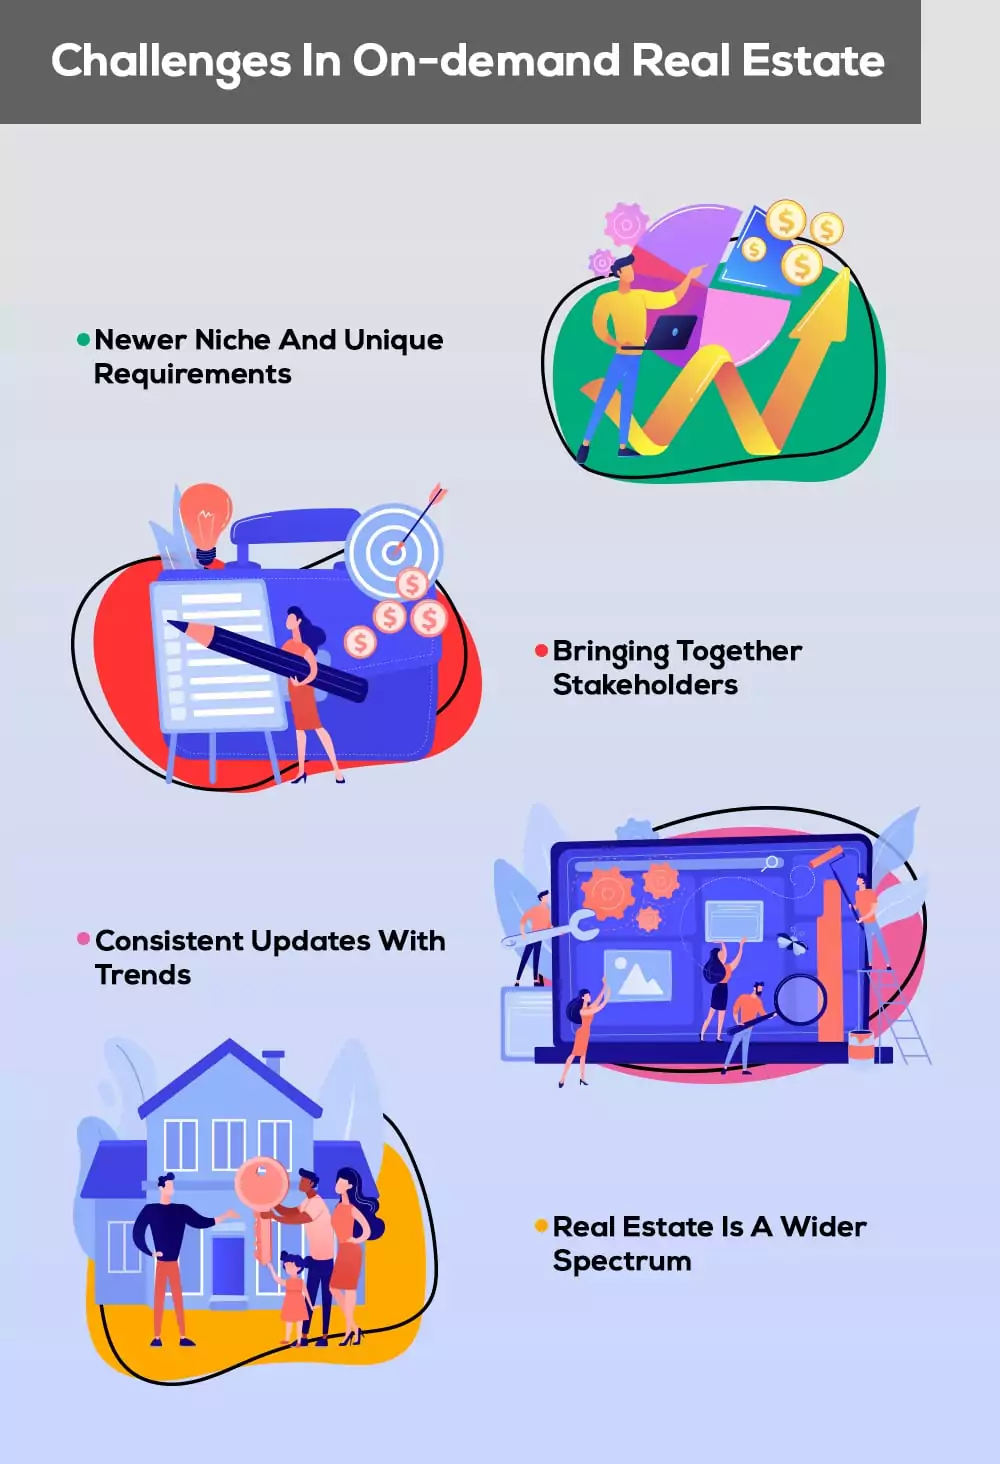 Challenges In On-demand Real Estate
Newer Niche And Unique
Requirements
Bringing Together
Stakeholders
Consistent Updates With
Trends
Real Estate Is A Wider
Spectrum